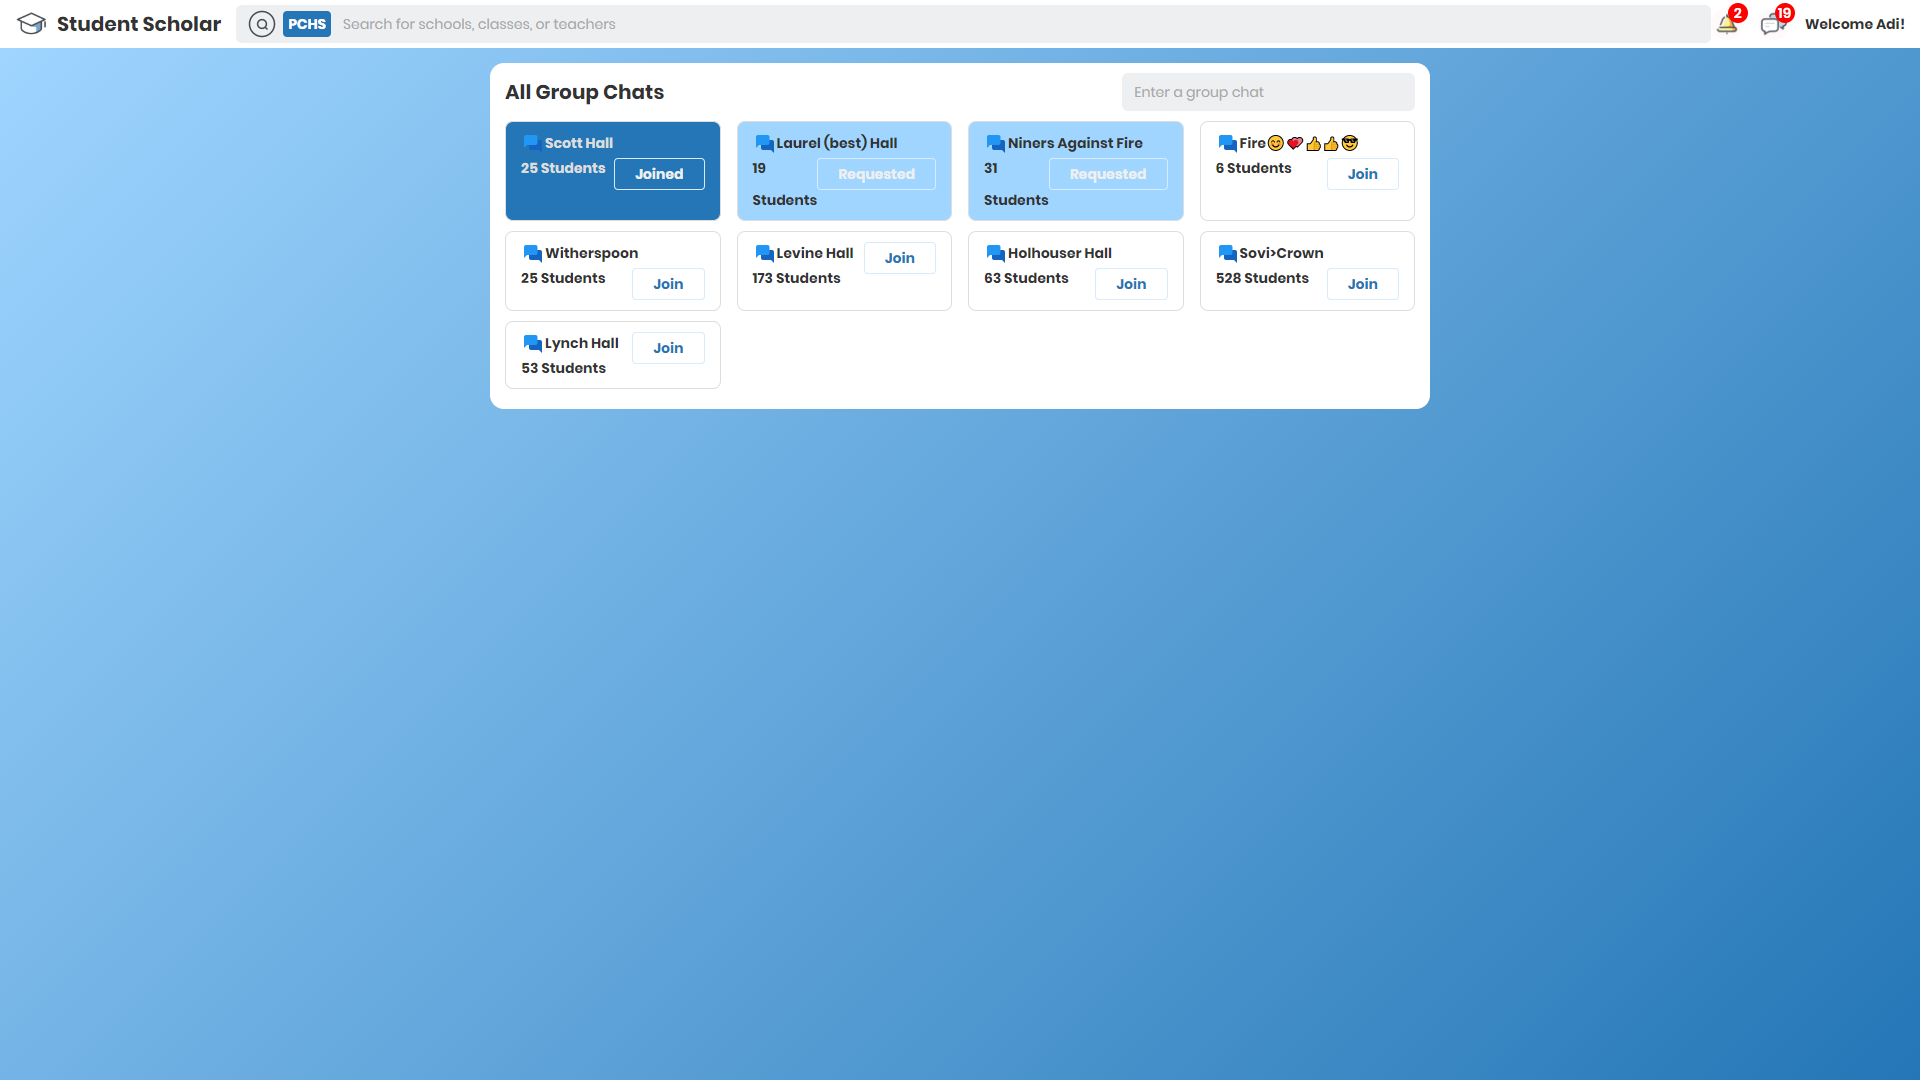 Student Scholar
PCHS
Search for schools, classes, or teachers
2
19
Welcome Adi!
All Group Chats
Enter a group chat
Scott Hall
25 Students
Joined
Laurel (best) Hall
19
Students
Requested
Niners Against Fire
31
Students
Requested
Fire😊💘👍👍😎
6 Students
Join
Witherspoon
25 Students
Join
Levine Hall
173 Students
Join
Holhouser Hall
63 Students
Join
Sovi>Crown
528 Students
Join
Lynch Hall
53 Students
Join